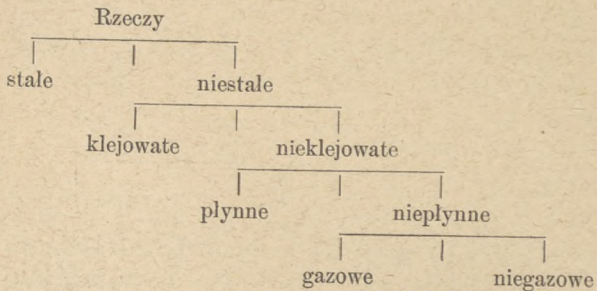 Rzeczy
stałe niestałe
klejowate nieklejowate
płynne niepłynne
gazowe niegazowe